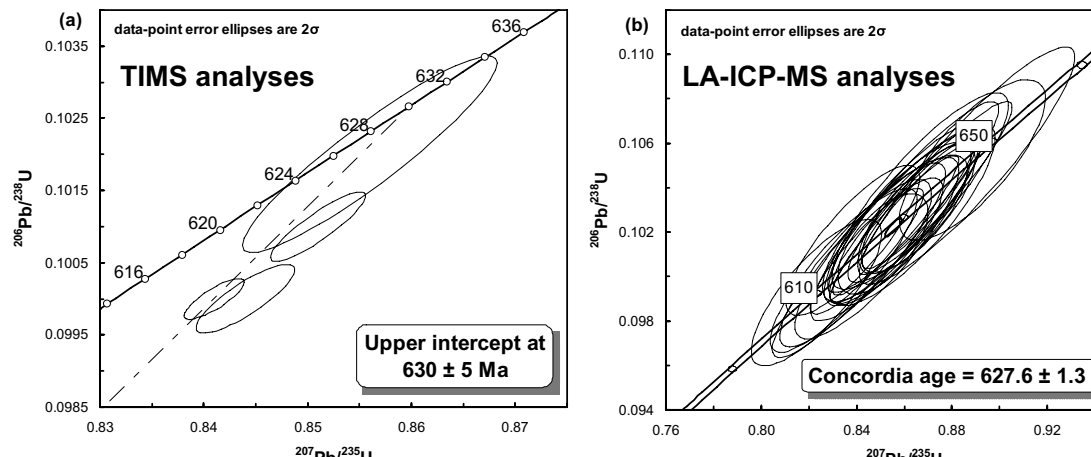 (a)
data-point error ellipses are 2σ
TIMS analyses
636
632
628
624
620
616
0.1035
0.1025
0.1015
0.1005
0.0995
0.0985
206Pb/238U
Upper intercept at
630 ± 5 Ma
0.83
0.84
0.85
0.86
0.87
207Pb/235U
(b)
data-point error ellipses are 2σ
LA-ICP-MS analyses
650
610
0.110
0.106
0.102
0.098
0.094
206Pb/238U
Concordia age = 627.6 ± 1.3
0.76
0.80
0.84
0.88
0.92
207Pb/235U